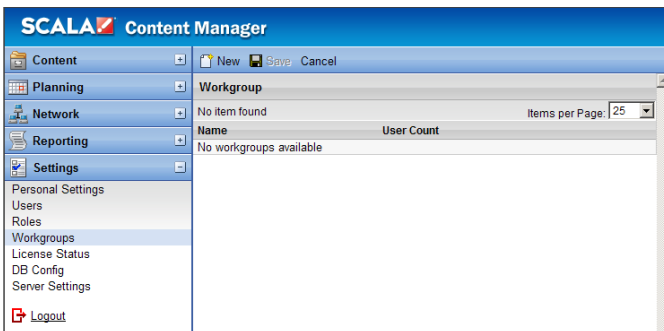 SCALA Content Manager
Content
New Save Cancel
Planning
Workgroup
Network
No item found Items per Page: 25
Reporting
Name User Count
No workgroups available
Settings
Personal Settings
Users
Roles
Workgroups
License Status
DB Config
Server Settings
Logout